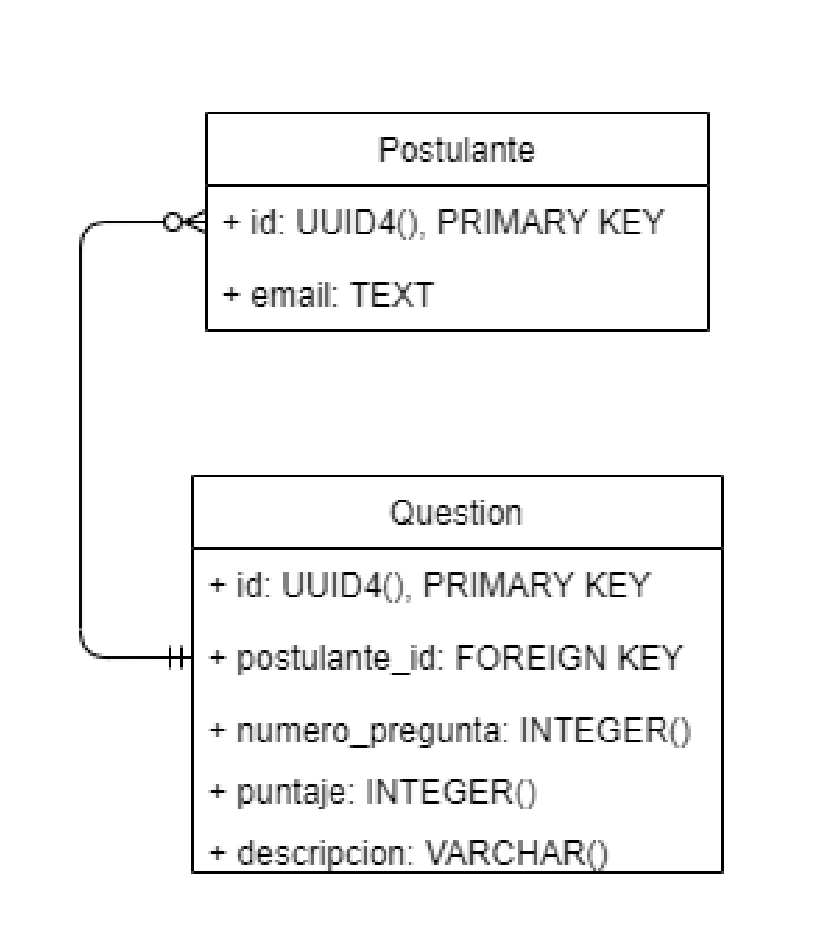 Postulante
+ id: UUID4(), PRIMARY KEY
+ email: TEXT
Question
+ id: UUID4(), PRIMARY KEY
+ postulante_id: FOREIGN KEY
+ numero_pregunta: INTEGER()
+ puntaje: INTEGER()
+ descripcion: VARCHAR()